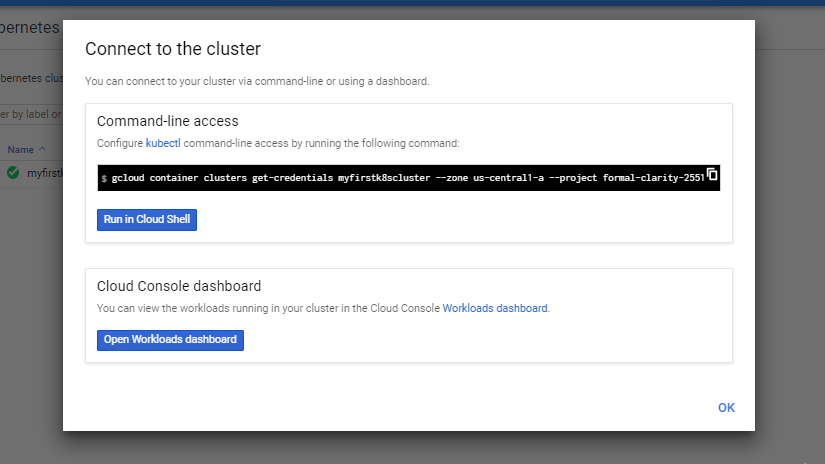 Connect to the cluster
You can connect to your cluster via command-line or using a dashboard.
Command-line access
Configure kubectl command-line access by running the following command:
$ gcloud container clusters get-credentials myfirstk8scluster --zone us-central1-a --project formal-clarity-2551
Run in Cloud Shell
Cloud Console dashboard
You can view the workloads running in your cluster in the Cloud Console Workloads dashboard.
Open Workloads dashboard
OK
bernetes
bernetes clus
er by label or
Name
myfirstk